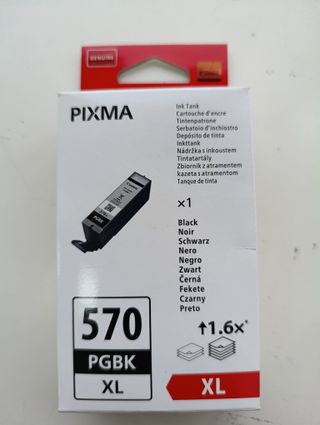 GENUINE
PIXMA
Ink Tank
Cartouche d'encre
Tintenpatrone
Serbatoio d'inchiostro
Depósito de tinta
Inkttank
Nádržka s inkoustem
Tintatartály
Zbiornik z atramentem
kazeta s atramentem
Tanque de tinta
×1
Black
Noir
Schwarz
Nero
Negro
Zwart
Černá
Fekete
Czarny
Preto
PGBK
570
PGBK
XL
↑1.6x*
XL